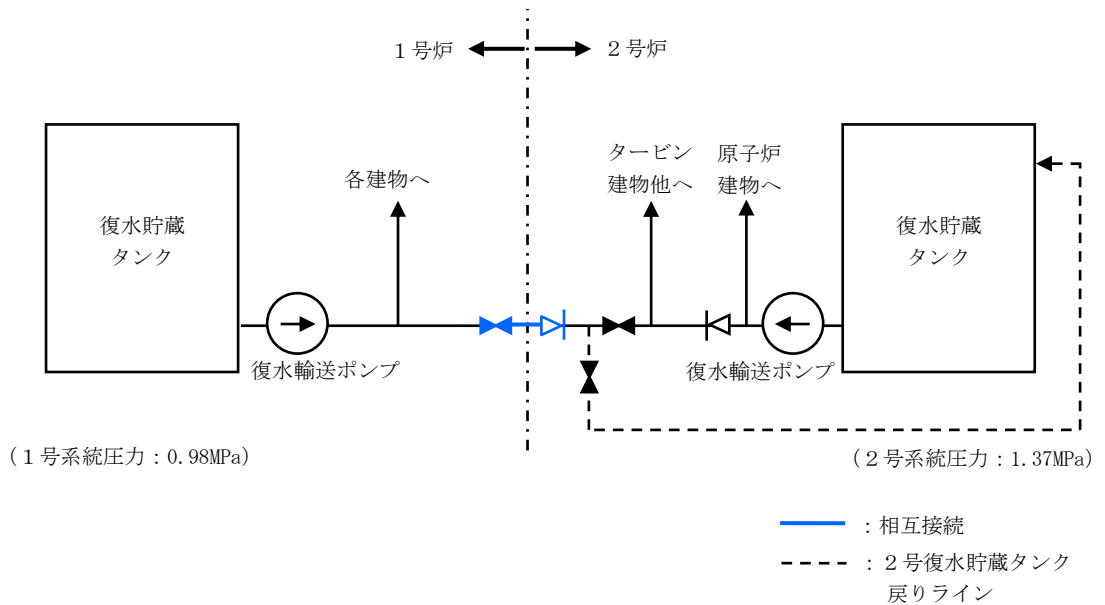 1号炉
2号炉
各建物へ
タービン
建物他へ
原子炉
建物へ
復水貯蔵
タンク
復水貯蔵
タンク
復水輸送ポンプ
復水輸送ポンプ
(1号系統圧力:0.98MPa)
(2号系統圧力:1.37MPa)
:相互接続
:2号復水貯蔵タンク
戻りライン